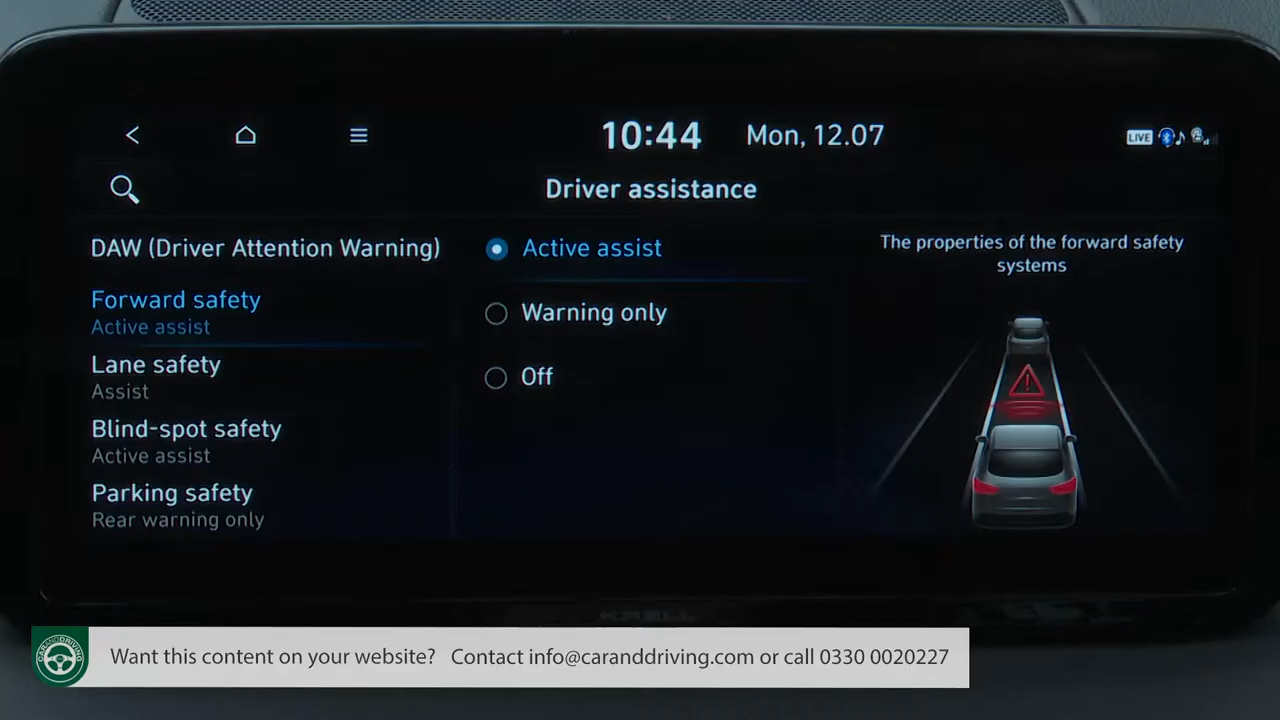 10:44 Mon, 12.07
LIVE
Driver assistance
DAW (Driver Attention Warning)
Forward safety
Active assist
Lane safety
Assist
Blind-spot safety
Active assist
Parking safety
Rear warning only
Active assist
Warning only
Off
The properties of the forward safety
systems
KRELL
CARANDDRIVING
Want this content on your website? Contact info@caranddriving.com or call 0330 0020227